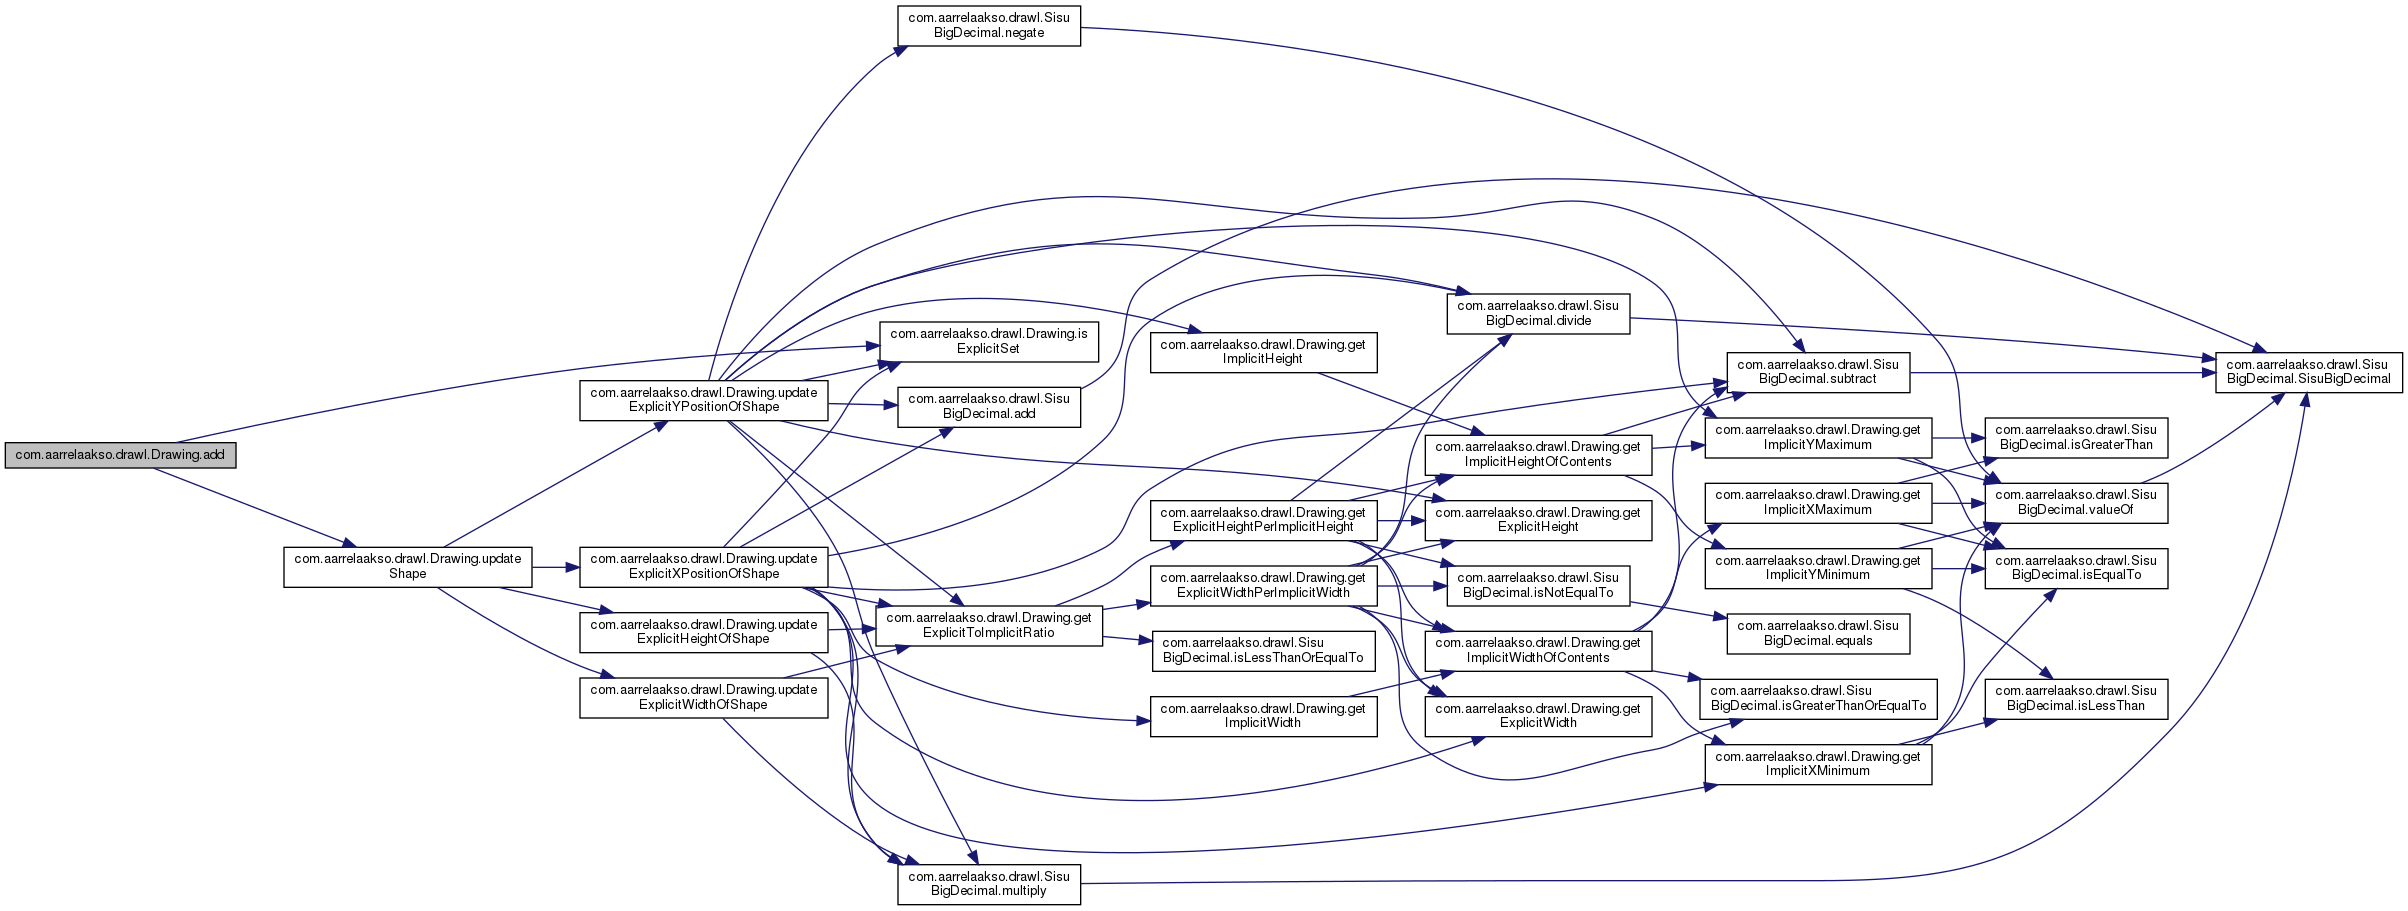 com.aarrelaakso.drawl.Drawing.add
com.aarrelaakso.drawl.Drawing.update
Shape
com.aarrelaakso.drawl.Drawing.update
ExplicitYPositionOfShape
com.aarrelaakso.drawl.Drawing.update
ExplicitXPositionOfShape
com.aarrelaakso.drawl.Drawing.update
ExplicitHeightOfShape
com.aarrelaakso.drawl.Drawing.update
ExplicitWidthOfShape
com.aarrelaakso.drawl.Sisu
BigDecimal.negate
com.aarrelaakso.drawl.Drawing.is
ExplicitSet
com.aarrelaakso.drawl.Sisu
BigDecimal.add
com.aarrelaakso.drawl.Drawing.get
ExplicitToImplicitRatio
com.aarrelaakso.drawl.Sisu
BigDecimal.multiply
com.aarrelaakso.drawl.Drawing.get
ImplicitHeight
com.aarrelaakso.drawl.Drawing.get
ExplicitHeightPerImplicitHeight
com.aarrelaakso.drawl.Drawing.get
ExplicitWidthPerImplicitWidth
com.aarrelaakso.drawl.Sisu
BigDecimal.isLessThanOrEqualTo
com.aarrelaakso.drawl.Drawing.get
ImplicitWidth
com.aarrelaakso.drawl.Sisu
BigDecimal.divide
com.aarrelaakso.drawl.Drawing.get
ImplicitHeightOfContents
com.aarrelaakso.drawl.Drawing.get
ExplicitHeight
com.aarrelaakso.drawl.Sisu
BigDecimal.isNotEqualTo
com.aarrelaakso.drawl.Drawing.get
ImplicitWidthOfContents
com.aarrelaakso.drawl.Drawing.get
ExplicitWidth
com.aarrelaakso.drawl.Sisu
BigDecimal.subtract
com.aarrelaakso.drawl.Drawing.get
ImplicitYMaximum
com.aarrelaakso.drawl.Drawing.get
ImplicitXMaximum
com.aarrelaakso.drawl.Drawing.get
ImplicitYMinimum
com.aarrelaakso.drawl.Sisu
BigDecimal.equals
com.aarrelaakso.drawl.Sisu
BigDecimal.isGreaterThanOrEqualTo
com.aarrelaakso.drawl.Drawing.get
ImplicitXMinimum
com.aarrelaakso.drawl.Sisu
BigDecimal.isGreaterThan
com.aarrelaakso.drawl.Sisu
BigDecimal.valueOf
com.aarrelaakso.drawl.Sisu
BigDecimal.isEqualTo
com.aarrelaakso.drawl.Sisu
BigDecimal.isLessThan
com.aarrelaakso.drawl.Sisu
BigDecimal.SisuBigDecimal